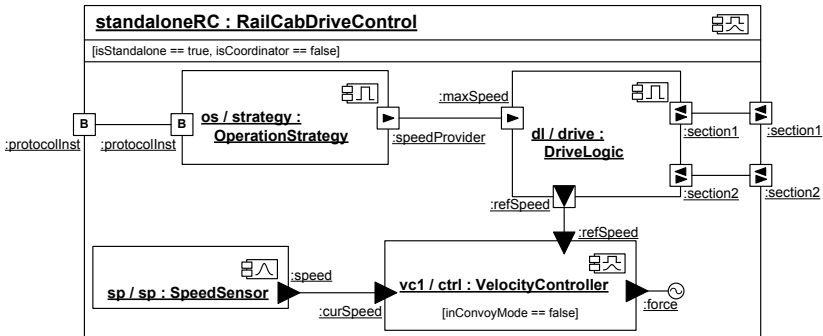 standaloneRC : RailCabDriveControl
[isStandalone == true, isCoordinator == false]
:maxSpeed
os / strategy :
OperationStrategy
dl / drive :
DriveLogic
B
B
:protocolInst
:protocolInst
:speedProvider
:section1
:section1
:section2
:section2
:refSpeed
:refSpeed
:speed
sp / sp : SpeedSensor
vc1 / ctrl : VelocityController
:curSpeed
[inConvoyMode == false]
:force